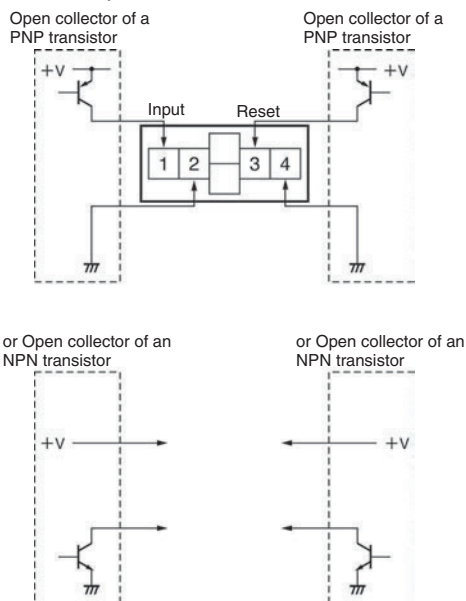 Open collector of a
PNP transistor
Open collector of a
PNP transistor
+V
+V
Input
Reset
1 2 3 4
or Open collector of an
NPN transistor
or Open collector of an
NPN transistor
+V
+V